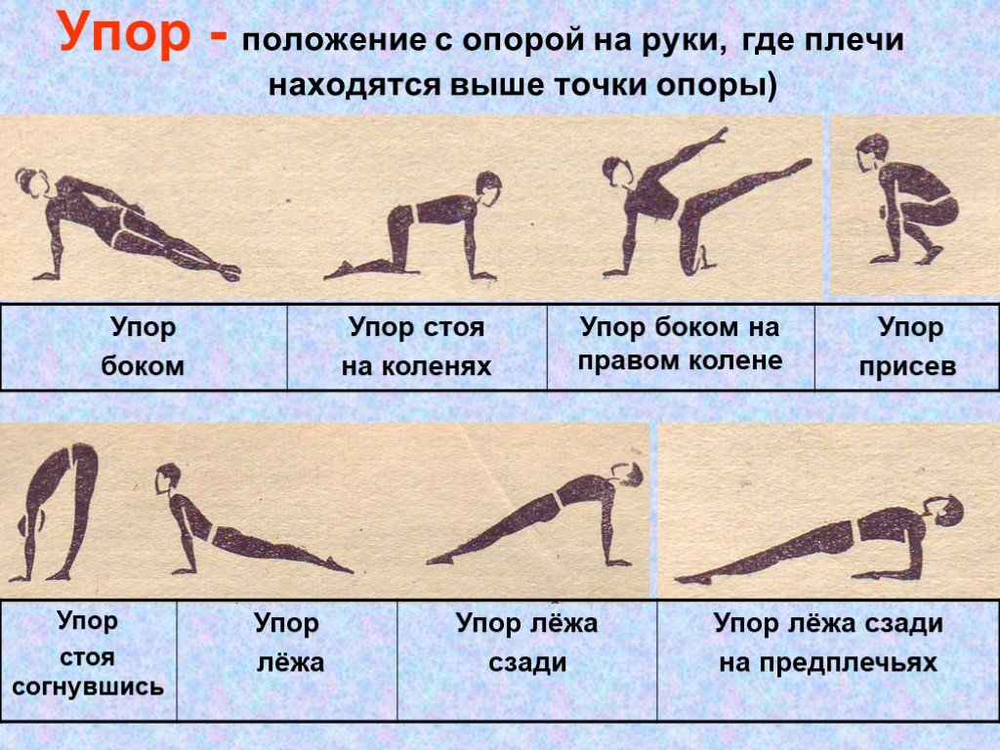 Упор - положение с опорой на руки, где плечи
находятся выше точки опоры)
Упор
боком
Упор стоя
на коленях
Упор боком на
правом колене
Упор
присев
Упор
стоя
согнувшись
Упор
лёжа
Упор лёжа
сзади
Упор лёжа сзади
на предплечьях